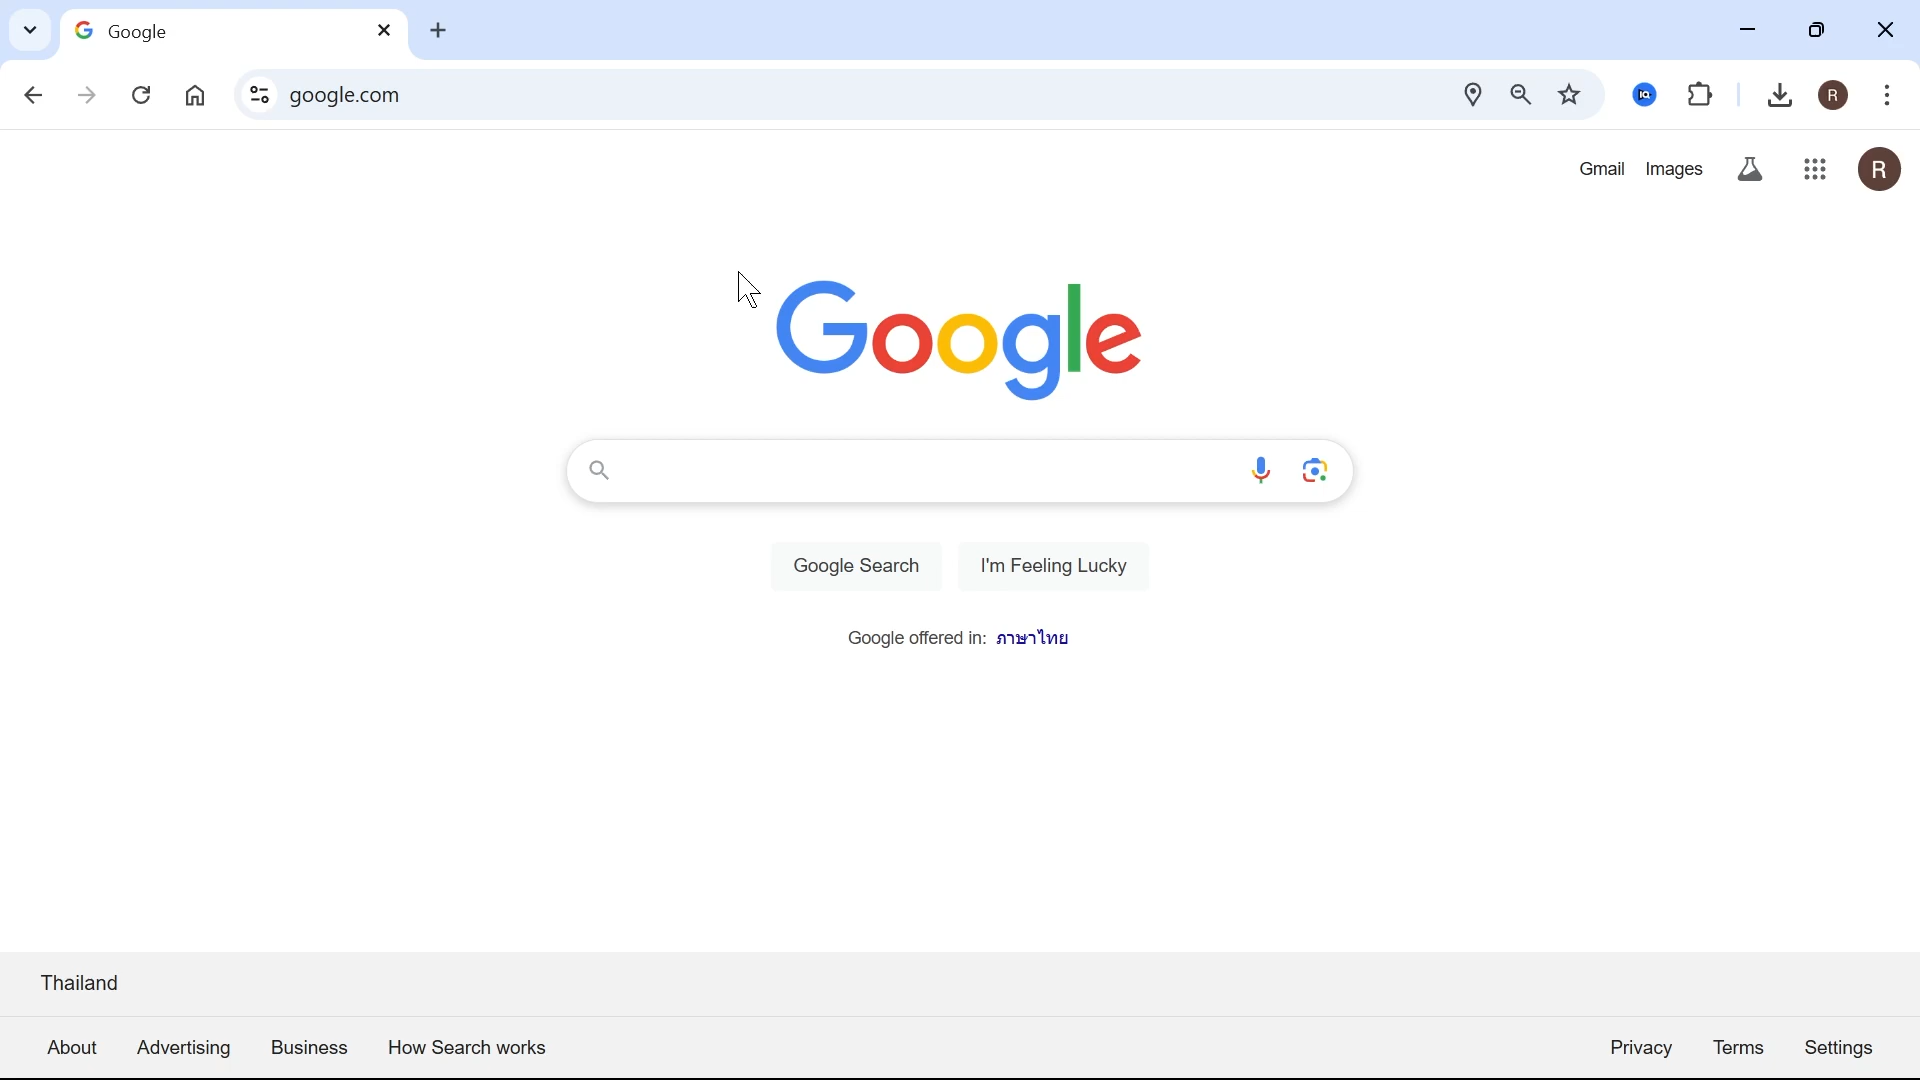 Google
google.com
R
Gmail Images
R
Google
Google Search I'm Feeling Lucky
Google offered in: ภาษาไทย
Thailand
About Advertising Business How Search works Privacy Terms Settings